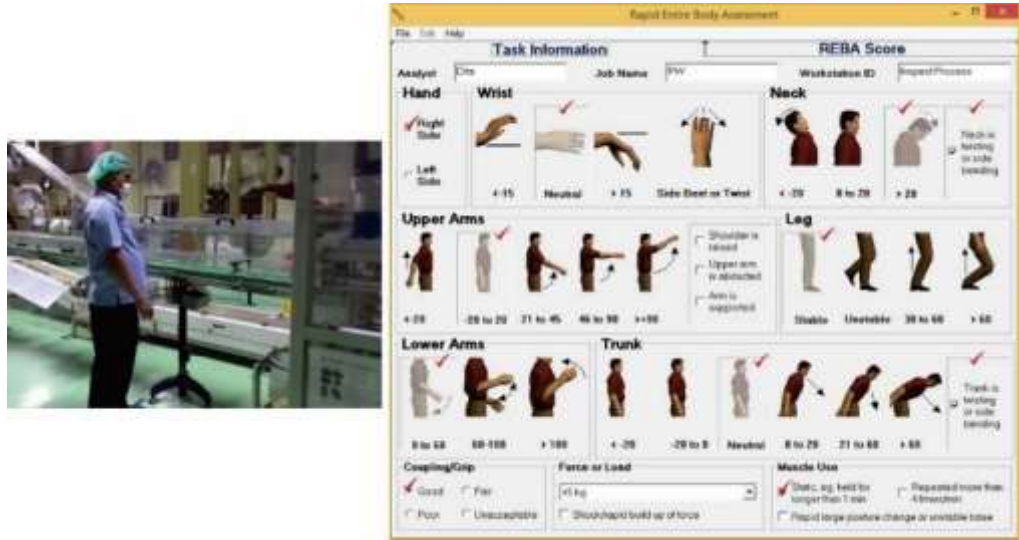 Rapid Entire Body Assessment
File Edit Help
Task Information REBA Score
Analyst Job Name Workstation ID Inspect Process
Hand Wrist Neck
Right Side
Left Side
Neck is twisting or side bending
<-15 Neutral > 15 Side Bent or Twist <-20 0 to 20 > 20
Upper Arms Leg
Shoulder is raised
Upper arm is abducted
Arm is supported
<-20 -20 to 20 21 to 45 46 to 90 >+90 Stable Unstable 30 to 60 > 60
Lower Arms Trunk
Trunk is twisting or side bending
0 to 60 60-100 > 100 <-20 -20 to 0 Neutral 0 to 20 21 to 60 > 60
Coupling/Grip Force or Load Muscle Use
Good Fair
Poor Unacceptable
Shock/rapid build up of force
Static, eg. held for longer than 1 min
Repeated more than 4 times/min
Rapid large posture change or unstable base